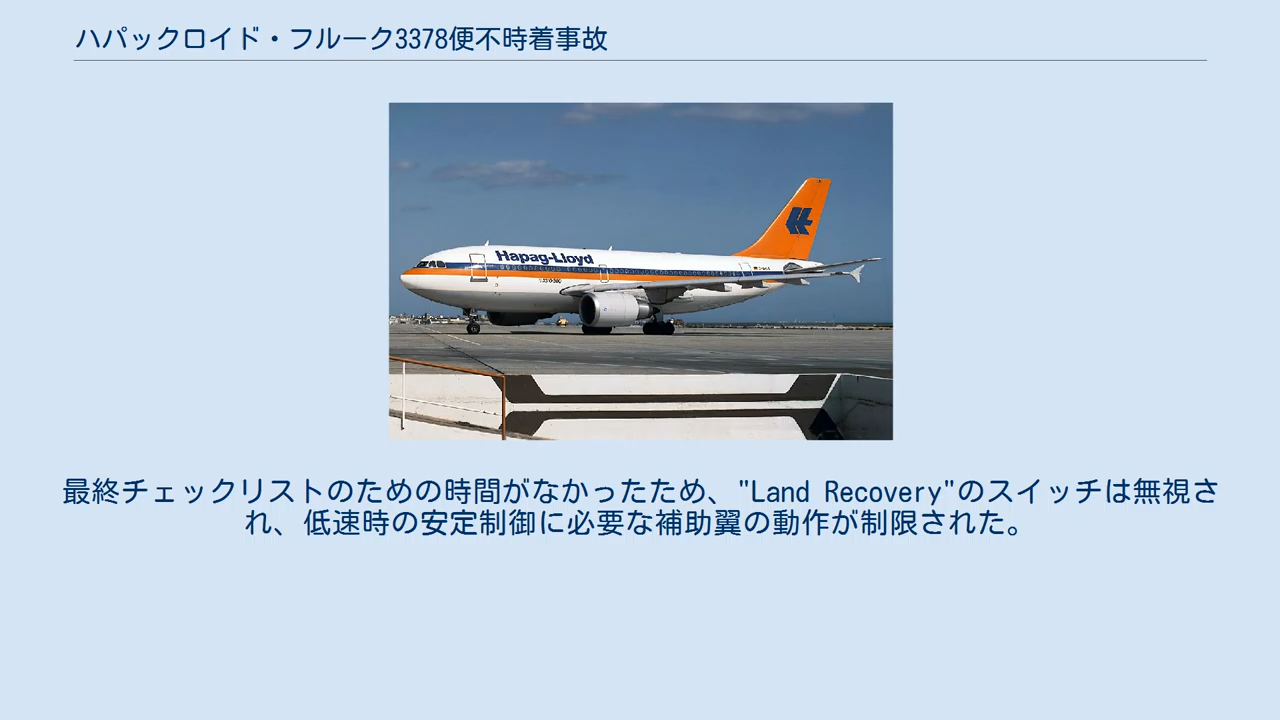 ハパックロイド・フルーク3378便不時着事故
Hapag-Lloyd
最終チェックリストのための時間がなかったため、"Land Recovery"のスイッチは無視さ
れ、低速時の安定制御に必要な補助翼の動作が制限された。